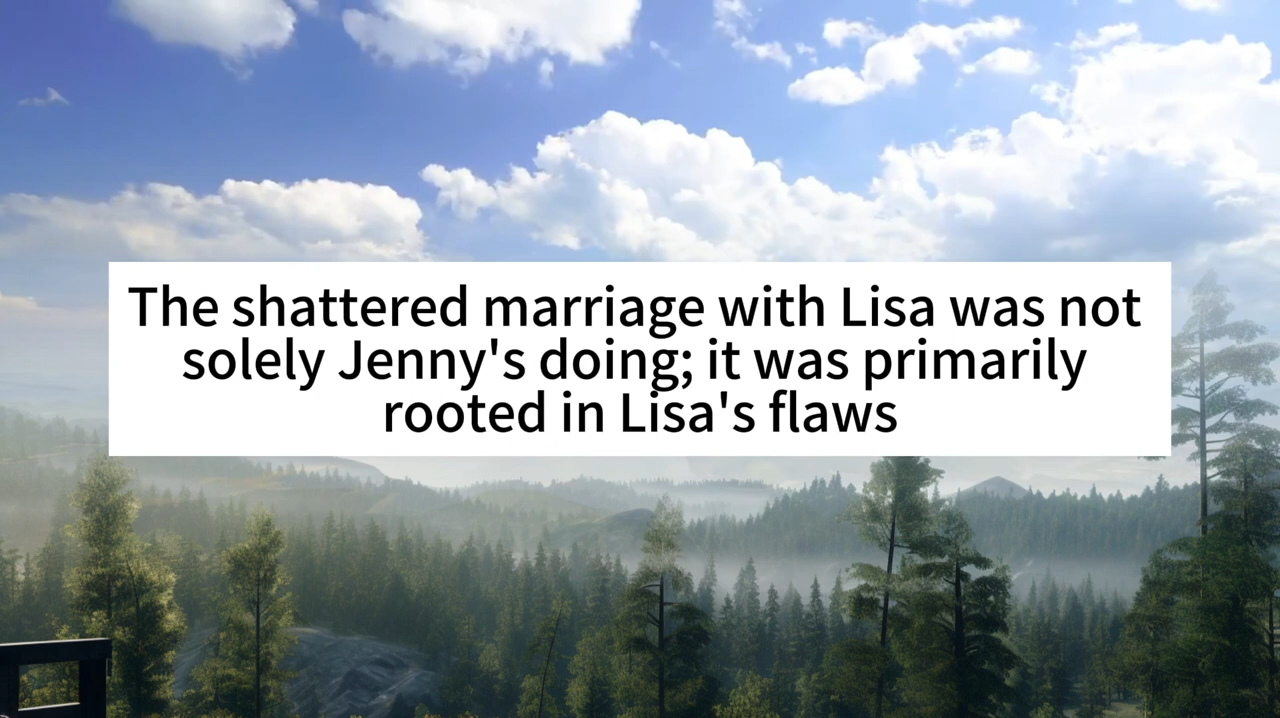 The shattered marriage with Lisa was not
solely Jenny's doing; it was primarily
rooted in Lisa's flaws